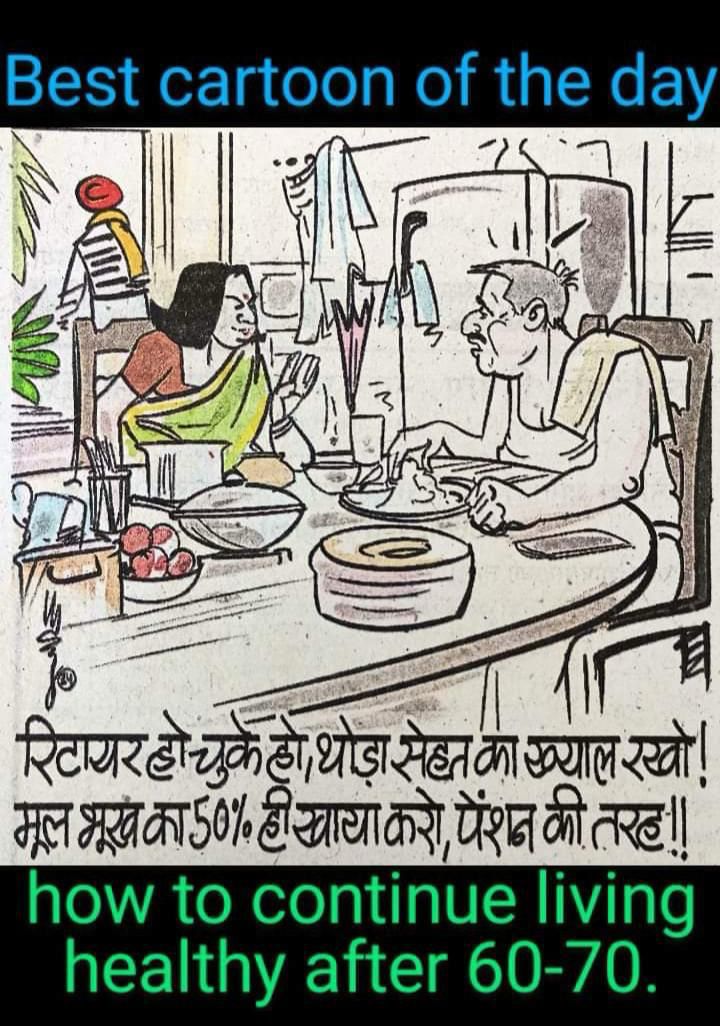 Best cartoon of the day
रिटायर हो चुके हो, थोड़ा सेहत का ख्याल रखो!
मूल भूख का 50% ही खाया करो, पेंशन की तरह!!
how to continue living
healthy after 60-70.